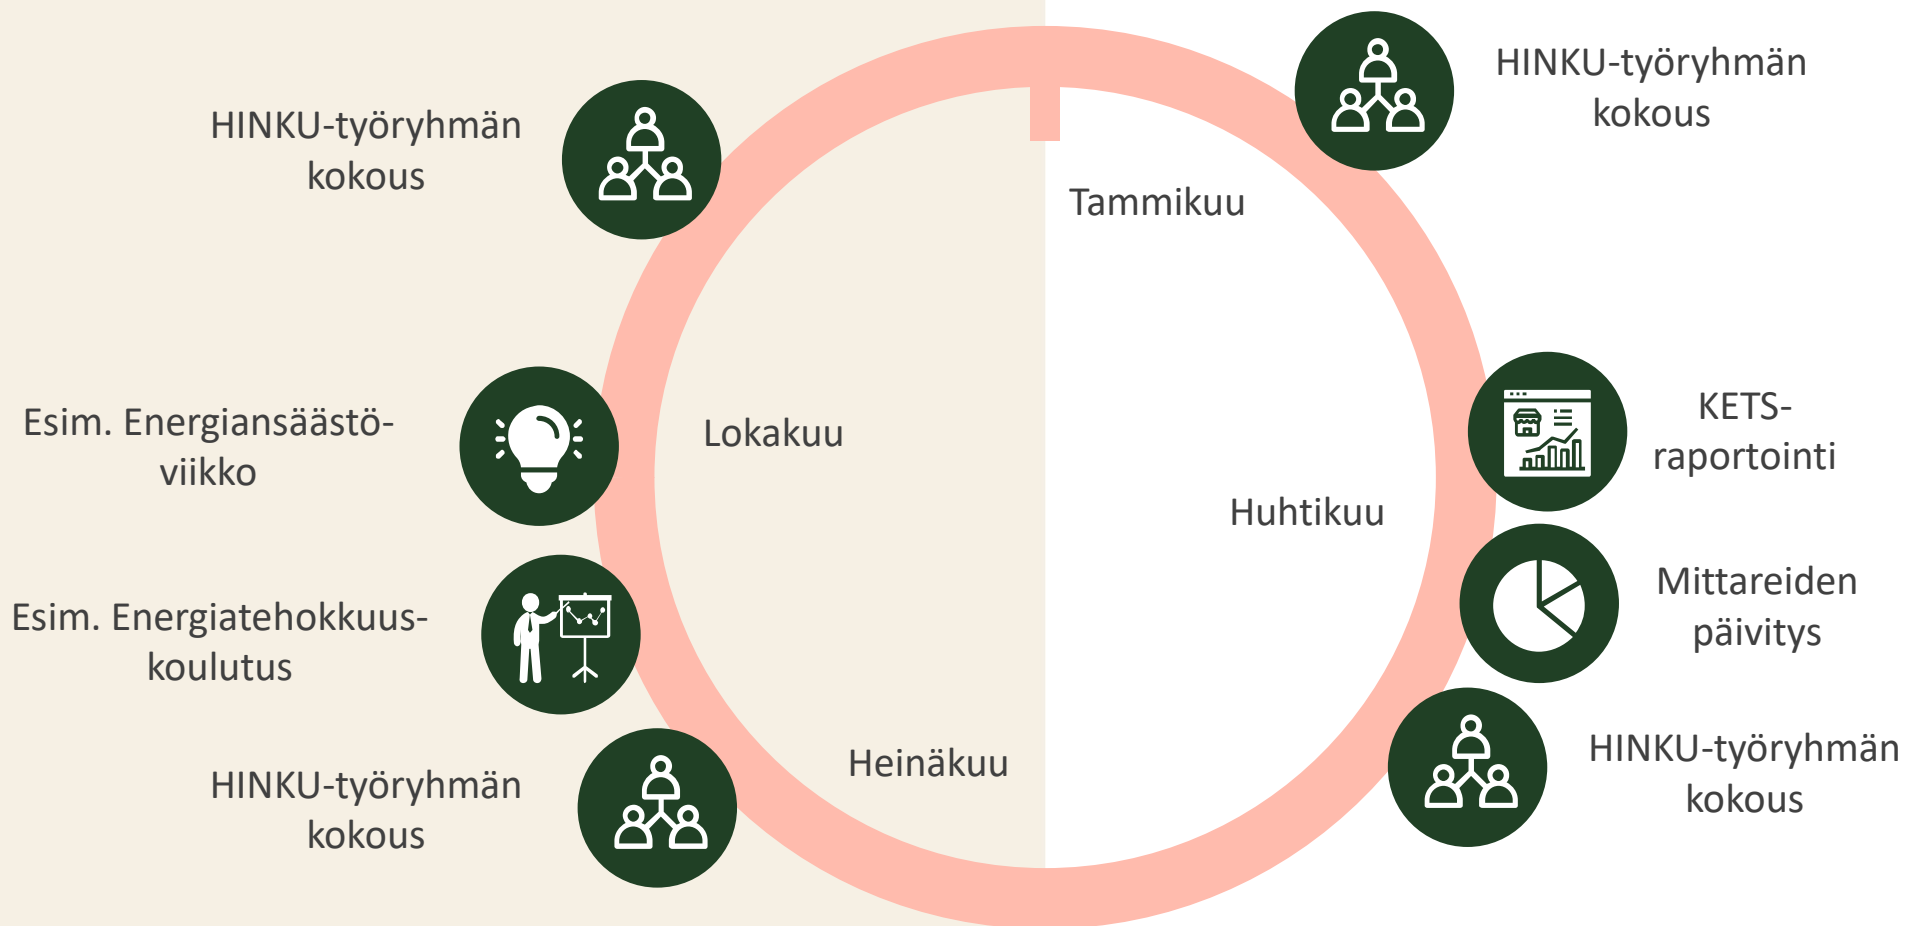 HINKU-työryhmän
kokous
Tammikuu
KETS-
raportointi
Huhtikuu
Mittareiden
päivitys
HINKU-työryhmän
kokous
Heinäkuu
HINKU-työryhmän
kokous
Esim. Energiatehokkuus-
koulutus
Esim. Energiansäästö-
viikko
Lokakuu
HINKU-työryhmän
kokous